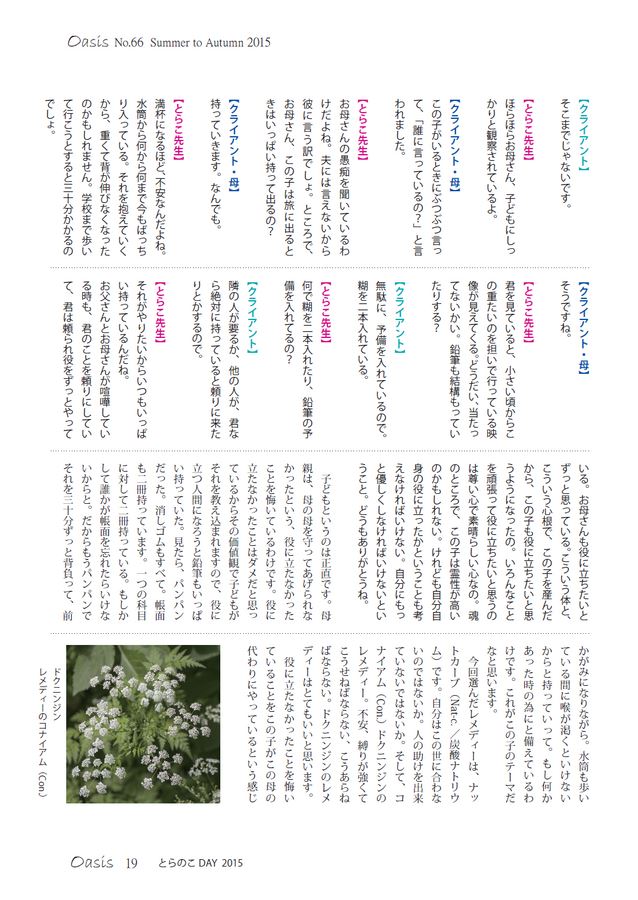 Oasis No.66 Summer to Autumn 2015
【クライアント】
そこまでじゃないです。
【とらこ先生】
ほらほらお母さん、子どもにしっ
かりと観察されているよ。
【クライアント・母】
この子がいるときにぶつぶつ言っ
て、「誰に言っているの？」と言
われました。
【とらこ先生】
お母さんの愚痴を聞いているわ
けだよね。夫には言えないから
彼に言う訳でしょ。ところで、
お母さん、この子は旅に出ると
きはいっぱい持って出るの？
【クライアント・母】
持っていきます。なんでも。
【とらこ先生】
満杯になるほど、不安なんだよね。
水筒から何から何まで今もばっち
り入っている。それを抱えていく
から、重くて背が伸びなくなった
のかもしれません。学校まで歩い
て行こうとすると三十分かかるの
でしょ。
【クライアント・母】
そうですね。
【とらこ先生】
君を見ていると、小さい頃からこ
の重たいのを担いで行っている映
像が見えてくる。どうだい、当たっ
てないかい。鉛筆も結構もってい
たりする？
【クライアント】
無駄に、予備を入れているので。
糊を二本入れている。
【とらこ先生】
何で糊を二本入れたり、鉛筆の予
備を入れてるの？
【クライアント】
隣の人が要るか、他の人が、君な
ら絶対に持っていると頼りに来た
りとかするので。
【とらこ先生】
それがやりたいからいつもいっぱ
い持っているんだね。
お父さんとお母さんが喧嘩してい
る時も、君のことを頼りにしてい
て、君は頼られ役をずっとやって
いる。お母さんも役に立ちたいと
ずっと思っている。こういう体と、
こういう心根で、この子を産んだ
から、この子も役に立ちたいと思
うようになったの。いろんなこと
を頑張って役に立ちたいと思うの
は尊い心で素晴らしい心なの。魂
のところで、この子は霊性が高い
のかもしれない。けれども自分自
身の役に立ったかということも考
えなければいけない。自分にもっ
と優しくしなければいけないとい
うこと。どうもありがとうね。
子どもというのは正直です。母
親は、母の母を守ってあげられな
かったという、役に立たなかった
ことを悔いているわけです。役に
立たなかったことはダメだと思っ
ているからその価値観で子どもが
それを教え込まれますので、役に
立つ人間になろうと鉛筆もいっぱ
い持っていた。見たら、パンパン
だった。消しゴムもすべて。帳面
も二冊持っています。一つの科目
に対して二冊持っている。もしか
して誰かが帳面を忘れたらいけな
いからと。だからもうパンパンで
それを三十分ずっと背負って、前
かがみになりながら。水筒も歩い
ている間に喉が渇くといけない
からと持っていって。もし何か
あった時の為にと備えているわ
けです。これがこの子のテーマだ
なと思います。
今回選んだレメディーは、ナッ
トカーブ（Nat-c.／炭酸ナトリウ
ム）です。自分はこの世に合わな
いのではないか。人の助けを出来
ていないではないか。そして、コ
ナイアム（Con.）ドクニンジンの
レメディー。不安、縛りが強くて
こうせねばならない、こうあらね
ばならない。ドクニンジンのレメ
ディーはとてもいいと思います。
役に立たなかったことを悔い
ていることをこの子がこの母の
代わりにやっているという感じ
ドクニンジン
レメディーのコナイアム（Con.）
Oasis 19 とらのこ DAY 2015